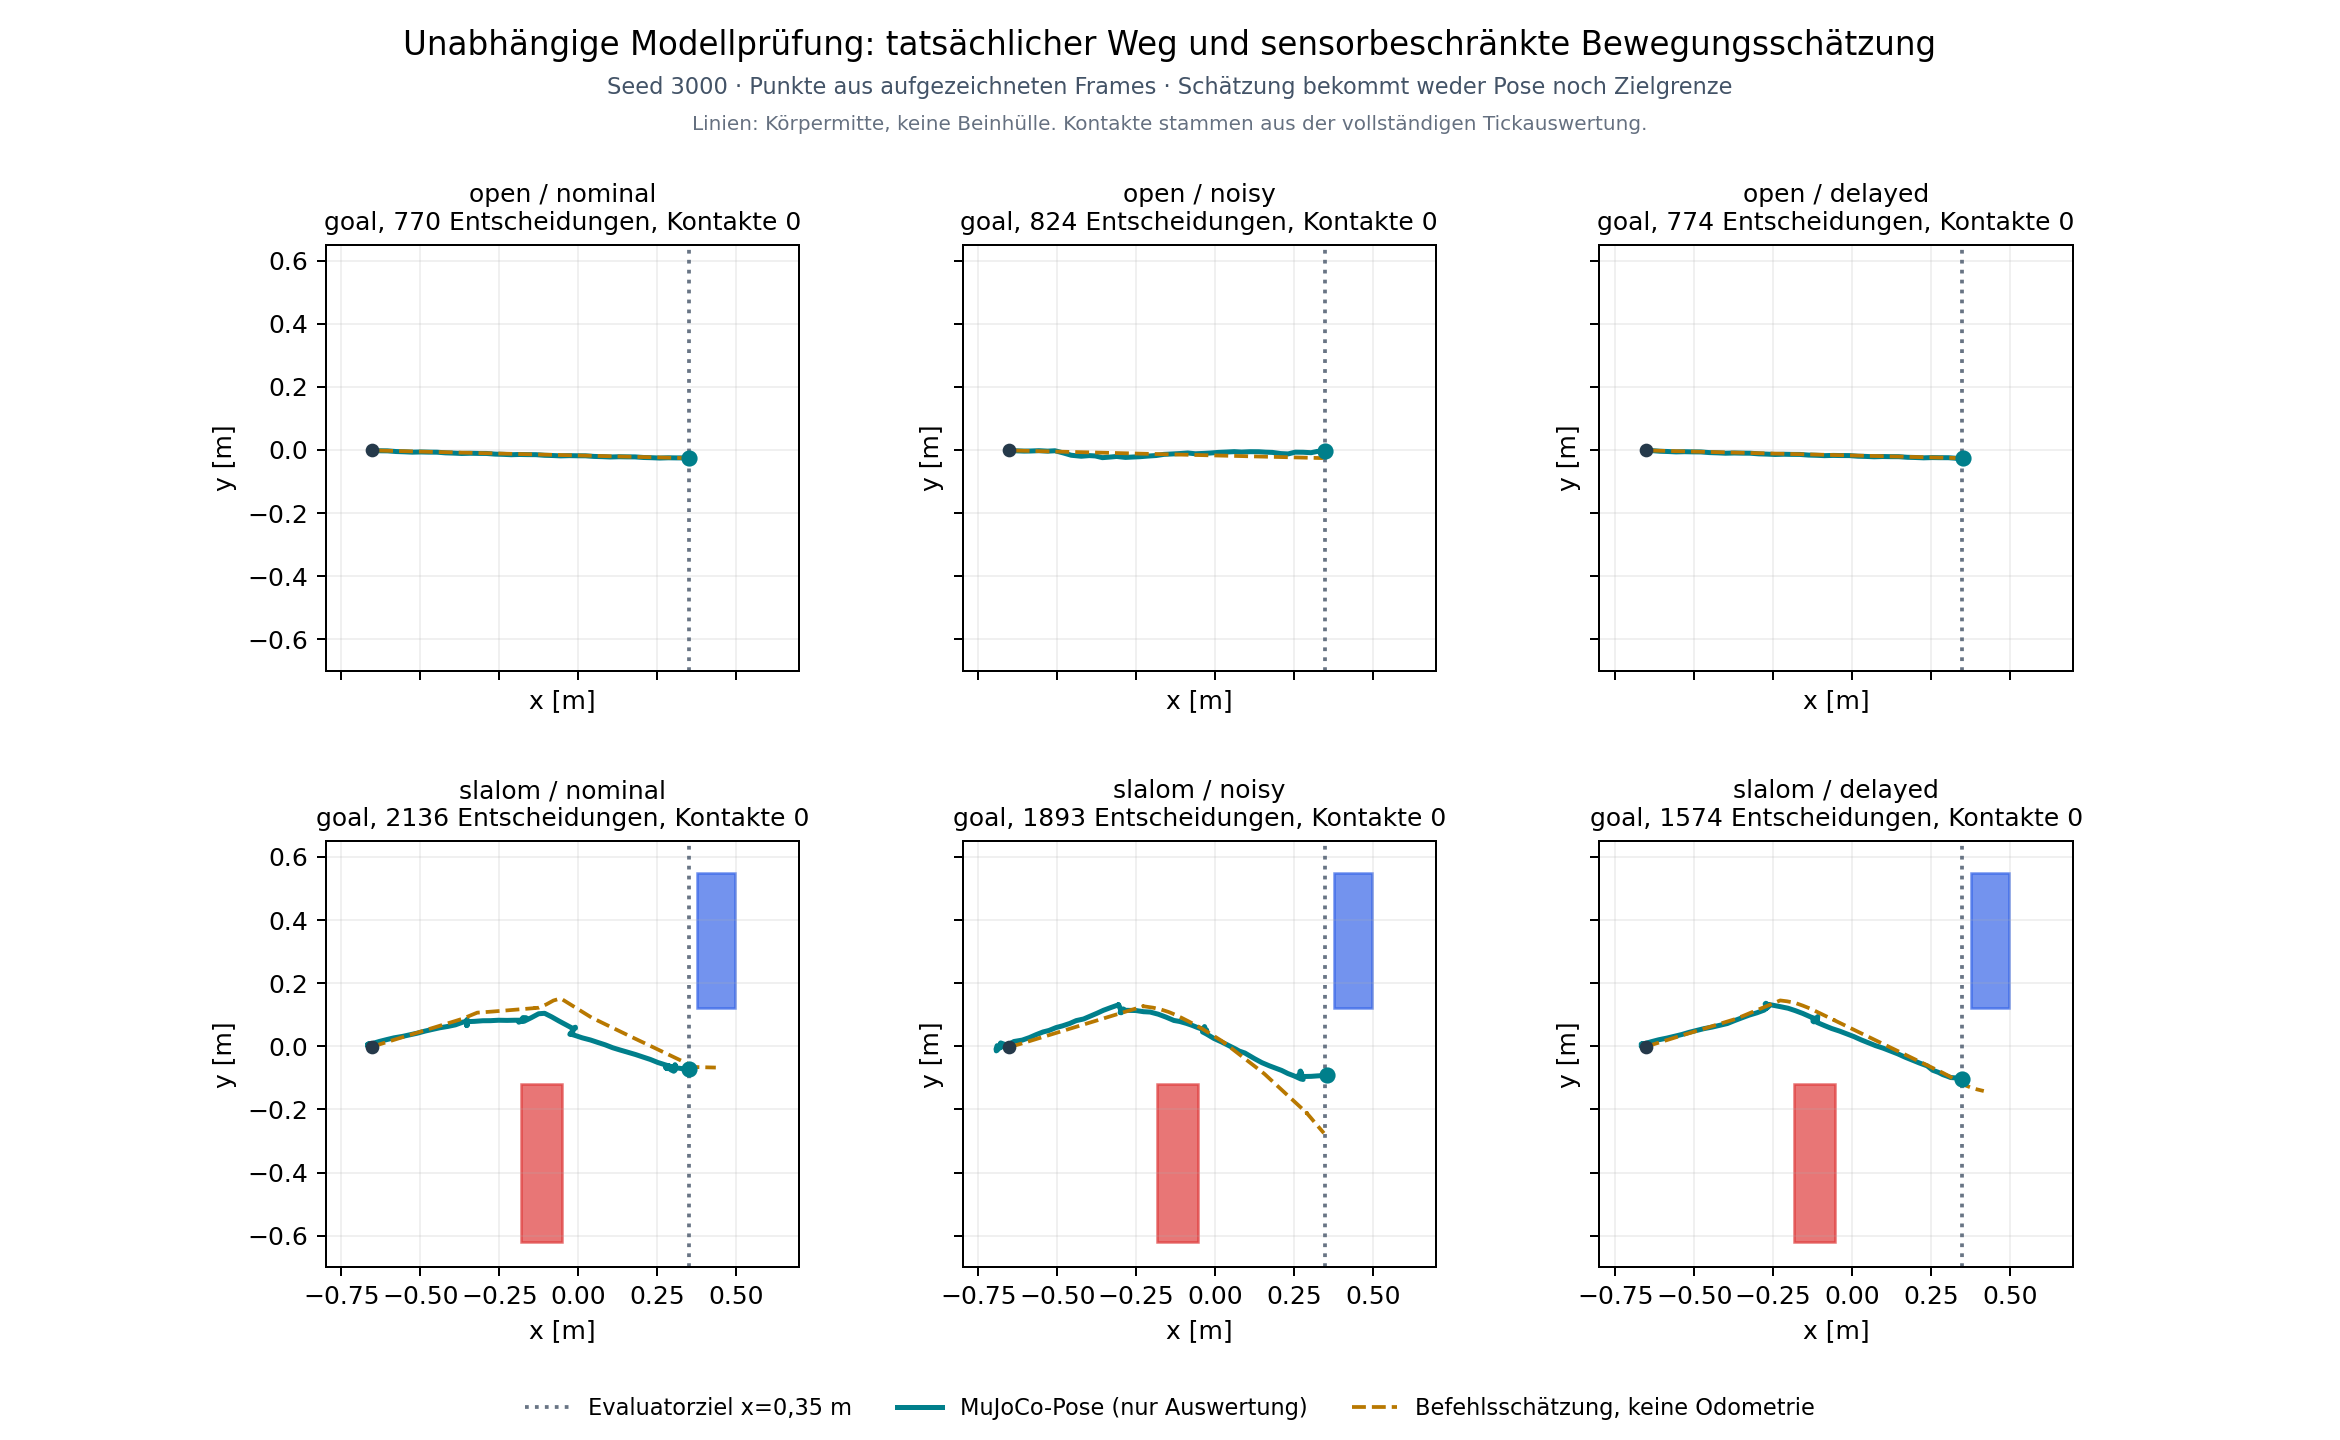 Unabhängige Modellprüfung: tatsächlicher Weg und sensorbeschränkte Bewegungsschätzung
Seed 3000 · Punkte aus aufgezeichneten Frames · Schätzung bekommt weder Pose noch Zielgrenze
Linien: Körpermitte, keine Beinhülle. Kontakte stammen aus der vollständigen Tickauswertung.
open / nominal
goal, 770 Entscheidungen, Kontakte 0
0.6
0.4
0.2
0.0
−0.2
−0.4
−0.6
y [m]
x [m]
open / noisy
goal, 824 Entscheidungen, Kontakte 0
y [m]
x [m]
open / delayed
goal, 774 Entscheidungen, Kontakte 0
y [m]
x [m]
slalom / nominal
goal, 2136 Entscheidungen, Kontakte 0
0.6
0.4
0.2
0.0
−0.2
−0.4
−0.6
y [m]
−0.75 −0.50 −0.25 0.00 0.25 0.50
x [m]
slalom / noisy
goal, 1893 Entscheidungen, Kontakte 0
y [m]
−0.75 −0.50 −0.25 0.00 0.25 0.50
x [m]
slalom / delayed
goal, 1574 Entscheidungen, Kontakte 0
y [m]
−0.75 −0.50 −0.25 0.00 0.25 0.50
x [m]
Evaluatorziel x=0,35 m
MuJoCo-Pose (nur Auswertung)
Befehlsschätzung, keine Odometrie